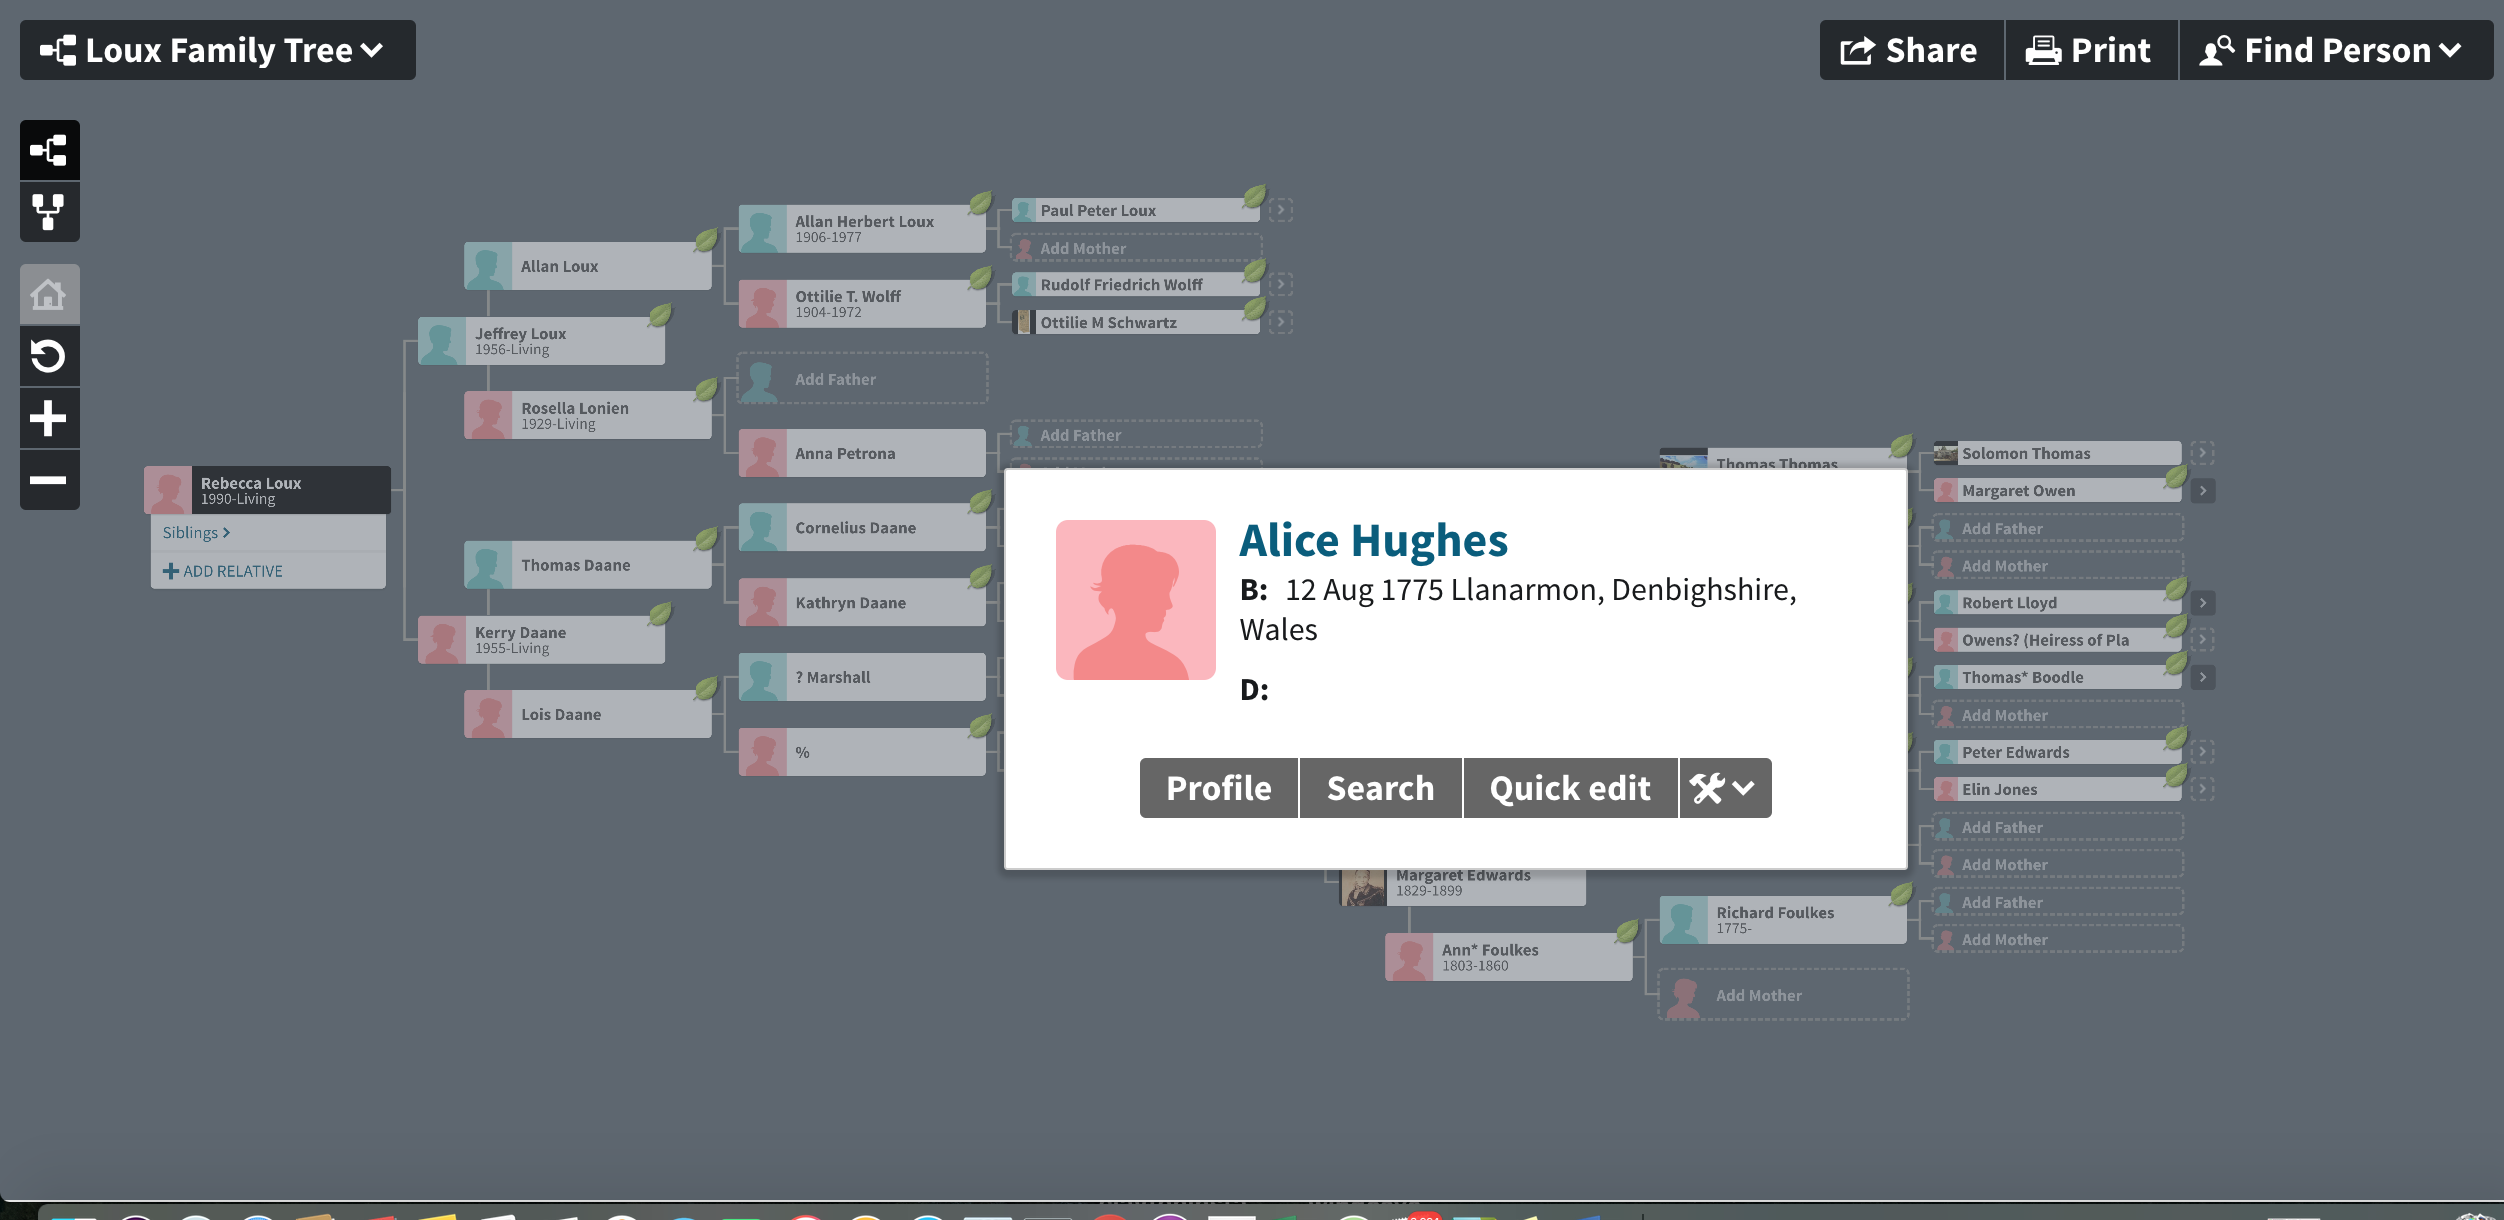 Loux Family Tree
Share
Print
Find Person
Allan Herbert Loux
1906-1977
Paul Peter Loux
Add Mother
Allan Loux
Ottilie T. Wolff
1904-1972
Rudolf Friedrich Wolff
Ottilie M Schwartz
Jeffrey Loux
1956-Living
Add Father
Rosella Lonien
1929-Living
Anna Petrona
Add Father
Rebecca Loux
1990-Living
Siblings
ADD RELATIVE
Cornelius Daane
Thomas Daane
Kathryn Daane
Kerry Daane
1955-Living
? Marshall
Lois Daane
%
Thomas Thomas
Solomon Thomas
Margaret Owen
Add Father
Add Mother
Robert Lloyd
Owens? (Heiress of Pla
Thomas* Boodle
Add Mother
Peter Edwards
Elin Jones
Add Father
Add Mother
Add Father
Add Mother
Alice Hughes
B: 12 Aug 1775 Llanarmon, Denbighshire,
Wales
D:
Profile
Search
Quick edit
Margaret Edwards
1829-1899
Richard Foulkes
1775-
Ann* Foulkes
1803-1860
Add Mother